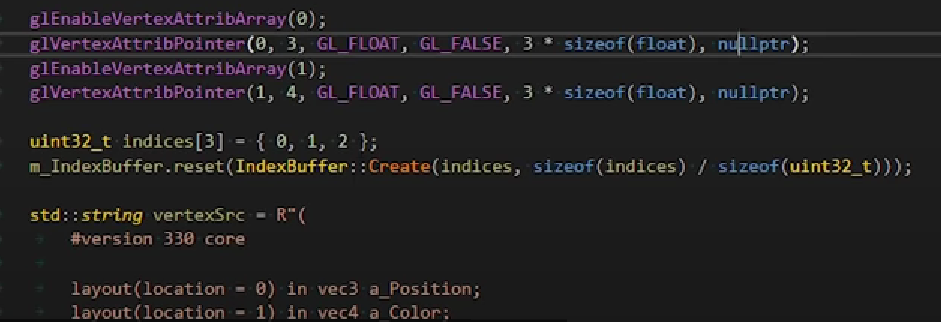 glEnableVertexAttribArray(0);
glVertexAttribPointer(0, 3, GL_FLOAT, GL_FALSE, 3 * sizeof(float), nullptr);
glEnableVertexAttribArray(1);
glVertexAttribPointer(1, 4, GL_FLOAT, GL_FALSE, 3 * sizeof(float), nullptr);
uint32_t indices[3] = { 0, 1, 2 };
m_IndexBuffer.reset(IndexBuffer::Create(indices, sizeof(indices) / sizeof(uint32_t)));
std::string vertexSrc = R"(
#version 330 core
layout(location = 0) in vec3 a_Position;
layout(location = 1) in vec4 a_Color;